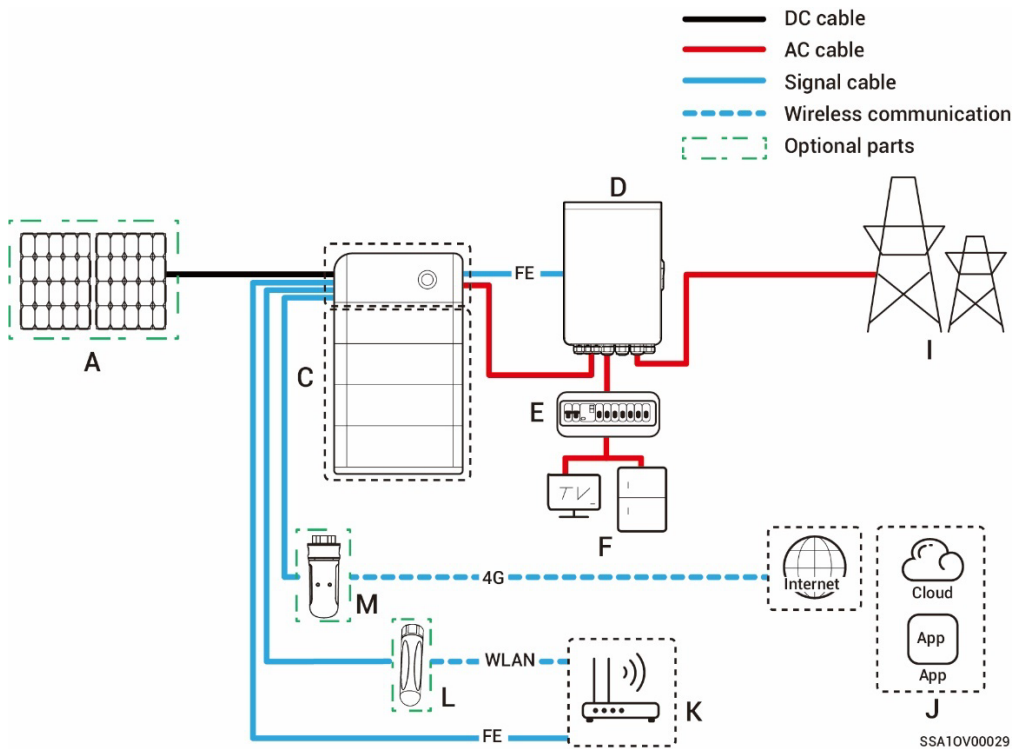 DC cable
AC cable
Signal cable
Wireless communication
Optional parts
D
FE
A
C
I
E
TV
F
4G
Internet
Cloud
M
App
App
WLAN
L
K
J
FE
SSA1OV00029